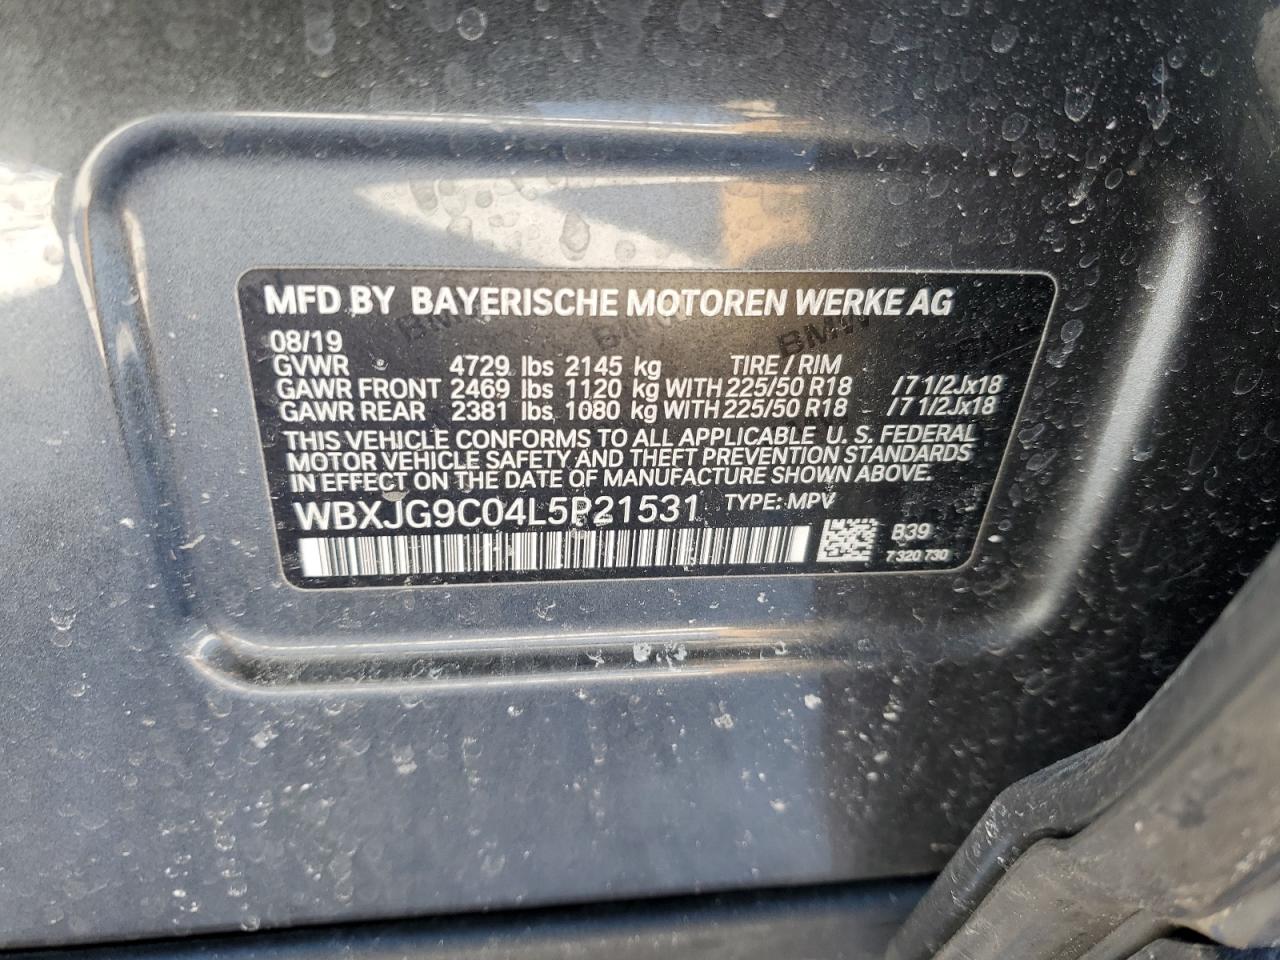 MFD BY BAYERISCHE MOTOREN WERKE AG
08/19
GVWR 4729 lbs 2145 kg TIRE / RIM
GAWR FRONT 2469 lbs 1120 kg WITH 225/50 R18 / 7 1/2Jx18
GAWR REAR 2381 lbs 1080 kg WITH 225/50 R18 / 7 1/2Jx18
THIS VEHICLE CONFORMS TO ALL APPLICABLE U. S. FEDERAL
MOTOR VEHICLE SAFETY AND THEFT PREVENTION STANDARDS
IN EFFECT ON THE DATE OF MANUFACTURE SHOWN ABOVE.
WBXJG9C04L5P21531 TYPE: MPV
B39
7 320 730